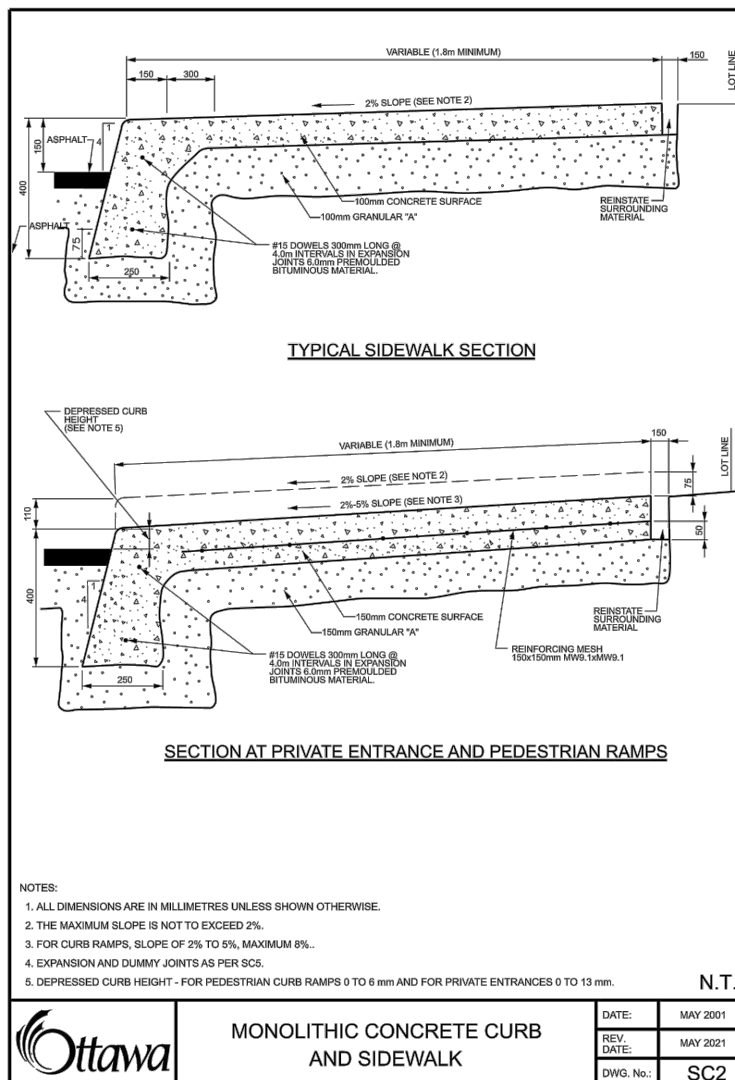 VARIABLE (1.8m MINIMUM)
150
LOT LINE
150
300
2% SLOPE (SEE NOTE 2)
ASPHALT
1
4
150
400
100mm CONCRETE SURFACE
100mm GRANULAR "A"
REINSTATE
SURROUNDING
MATERIAL
ASPHALT
75
250
#15 DOWELS 300mm LONG @
4.0m INTERVALS IN EXPANSION
JOINTS 6.0mm PREMOULDED
BITUMINOUS MATERIAL.
TYPICAL SIDEWALK SECTION
DEPRESSED CURB
HEIGHT
(SEE NOTE 5)
150
VARIABLE (1.8m MINIMUM)
LOT LINE
2% SLOPE (SEE NOTE 2)
75
2%-5% SLOPE (SEE NOTE 3)
110
50
1
4
400
150mm CONCRETE SURFACE
150mm GRANULAR "A"
REINSTATE
SURROUNDING
MATERIAL
REINFORCING MESH
150x150mm MW9.1xMW9.1
#15 DOWELS 300mm LONG @
4.0m INTERVALS IN EXPANSION
JOINTS 6.0mm PREMOULDED
BITUMINOUS MATERIAL.
250
SECTION AT PRIVATE ENTRANCE AND PEDESTRIAN RAMPS
NOTES:
1. ALL DIMENSIONS ARE IN MILLIMETRES UNLESS SHOWN OTHERWISE.
2. THE MAXIMUM SLOPE IS NOT TO EXCEED 2%.
3. FOR CURB RAMPS, SLOPE OF 2% TO 5%, MAXIMUM 8%..
4. EXPANSION AND DUMMY JOINTS AS PER SC5.
5. DEPRESSED CURB HEIGHT - FOR PEDESTRIAN CURB RAMPS 0 TO 6 mm AND FOR PRIVATE ENTRANCES 0 TO 13 mm.
N.T.
Ottawa
MONOLITHIC CONCRETE CURB
AND SIDEWALK
DATE: MAY 2001
REV.
DATE: MAY 2021
DWG. No.: SC2